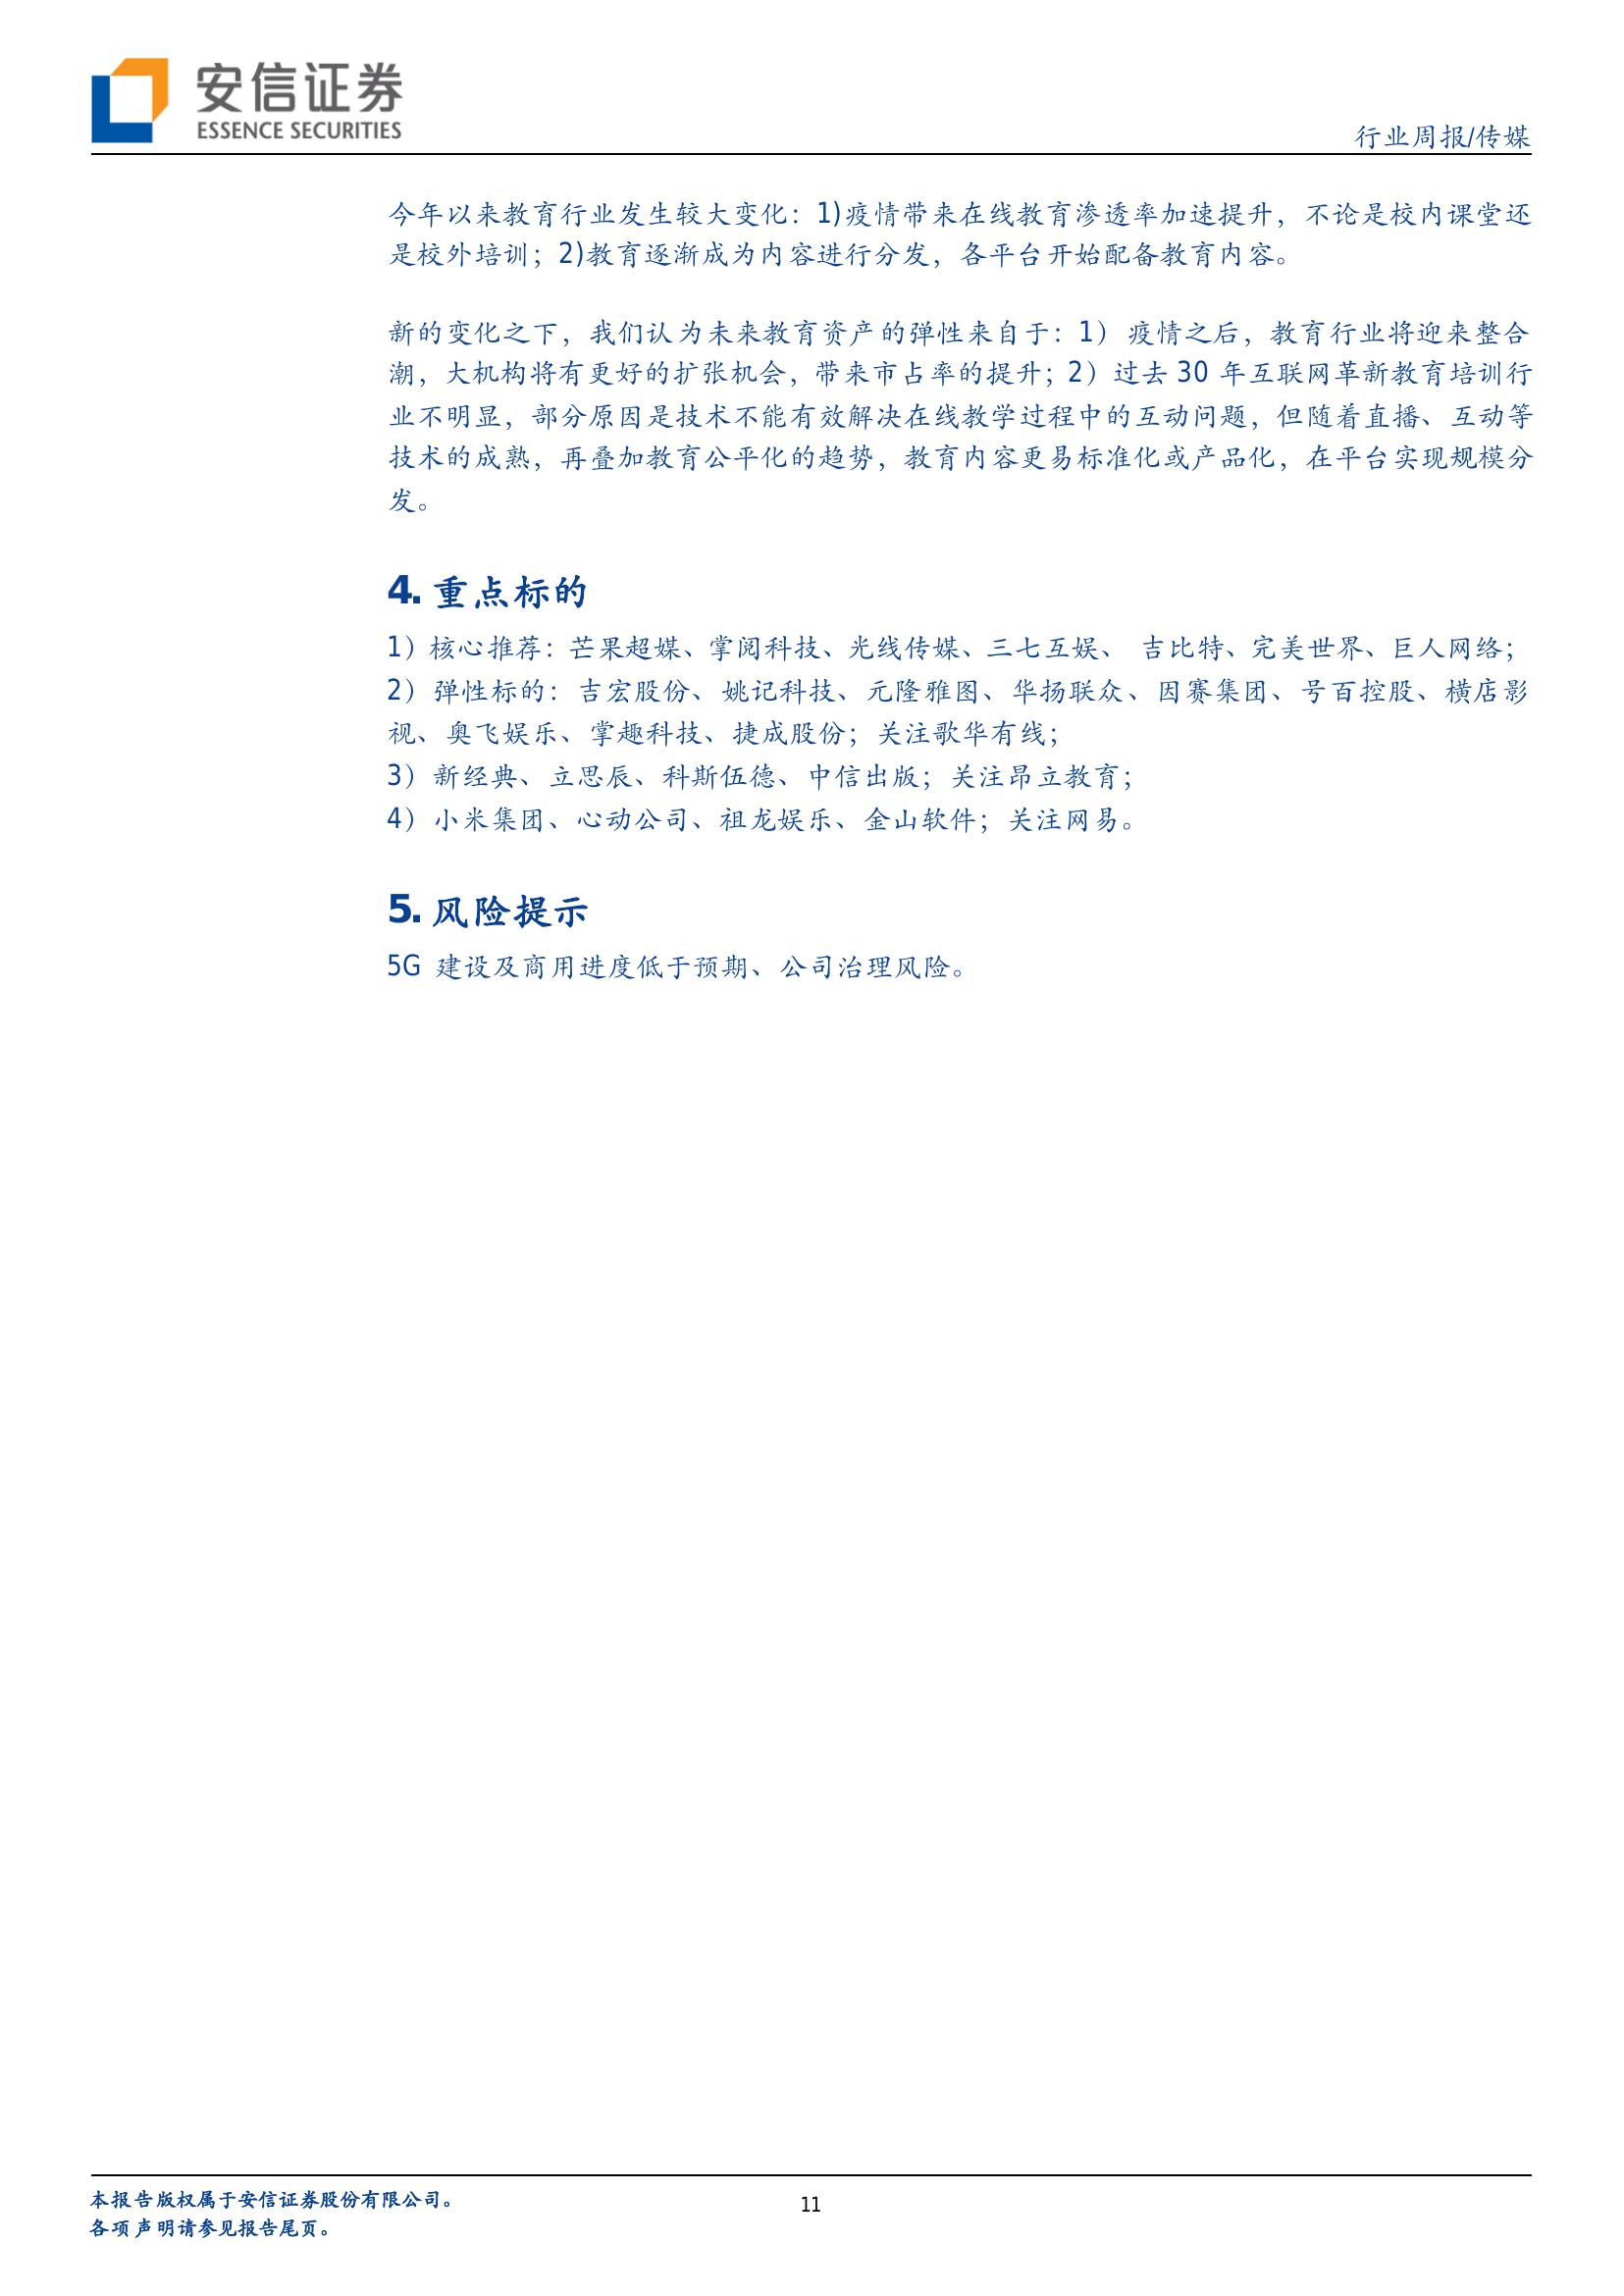 安信证券
ESSENCE SECURITIES
行业周报/传媒
今年以来教育行业发生较大变化：1)疫情带来在线教育渗透率加速提升，不论是校内课堂还
是校外培训；2)教育逐渐成为内容进行分发，各平台开始配备教育内容。
新的变化之下，我们认为未来教育资产的弹性来自于：1）疫情之后，教育行业将迎来整合
潮，大机构将有更好的扩张机会，带来市占率的提升；2）过去 30 年互联网革新教育培训行
业不明显，部分原因是技术不能有效解决在线教学过程中的互动问题，但随着直播、互动等
技术的成熟，再叠加教育公平化的趋势，教育内容更易标准化或产品化，在平台实现规模分
发。
4. 重点标的
1）核心推荐：芒果超媒、掌阅科技、光线传媒、三七互娱、 吉比特、完美世界、巨人网络；
2）弹性标的：吉宏股份、姚记科技、元隆雅图、华扬联众、因赛集团、号百控股、横店影
视、奥飞娱乐、掌趣科技、捷成股份；关注歌华有线；
3）新经典、立思辰、科斯伍德、中信出版；关注昂立教育；
4）小米集团、心动公司、祖龙娱乐、金山软件；关注网易。
5. 风险提示
5G 建设及商用进度低于预期、公司治理风险。
本报告版权属于安信证券股份有限公司。
11
各项声明请参见报告尾页。